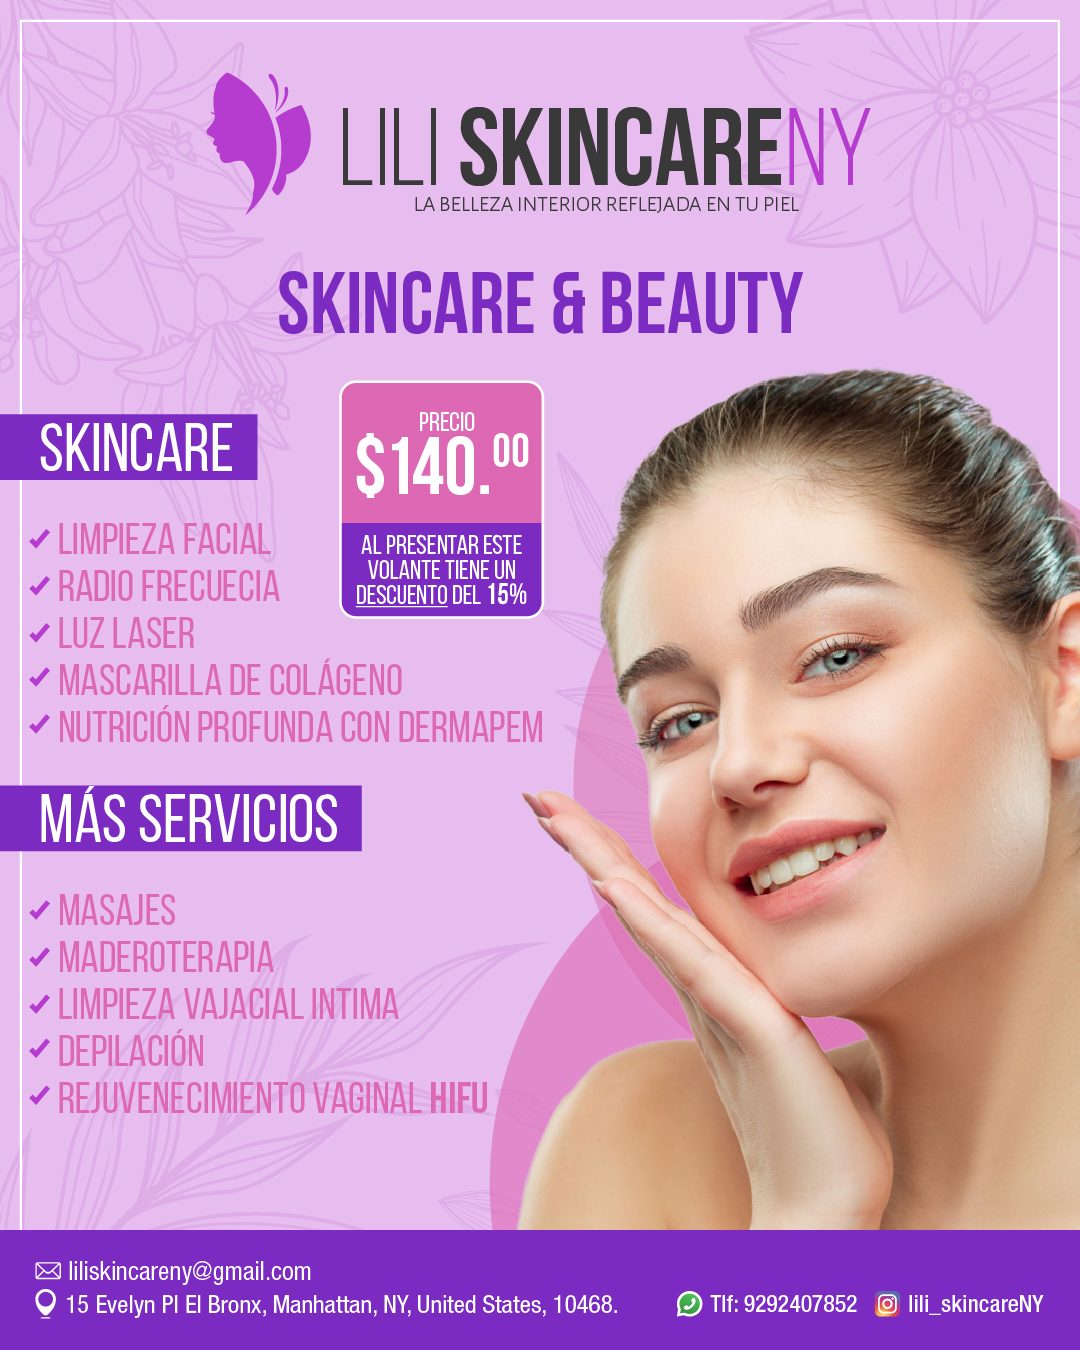 LILI SKINCARENY
LA BELLEZA INTERIOR REFLEJADA EN TU PIEL
SKINCARE & BEAUTY
SKINCARE
PRECIO
$140.00
AL PRESENTAR ESTE
VOLANTE TIENE UN
DESCUENTO DEL 15%
LIMPIEZA FACIAL
RADIO FRECUECIA
LUZ LASER
MASCARILLA DE COLÁGENO
NUTRICIÓN PROFUNDA CON DERMAPEM
MÁS SERVICIOS
MASAJES
MADEROTERAPIA
LIMPIEZA VAJACIAL INTIMA
DEPILACIÓN
REJUVENECIMIENTO VAGINAL HIFU
liliskincareny@gmail.com
15 Evelyn Pl El Bronx, Manhattan, NY, United States, 10468.
Tlf: 9292407852 lili_skincareNY